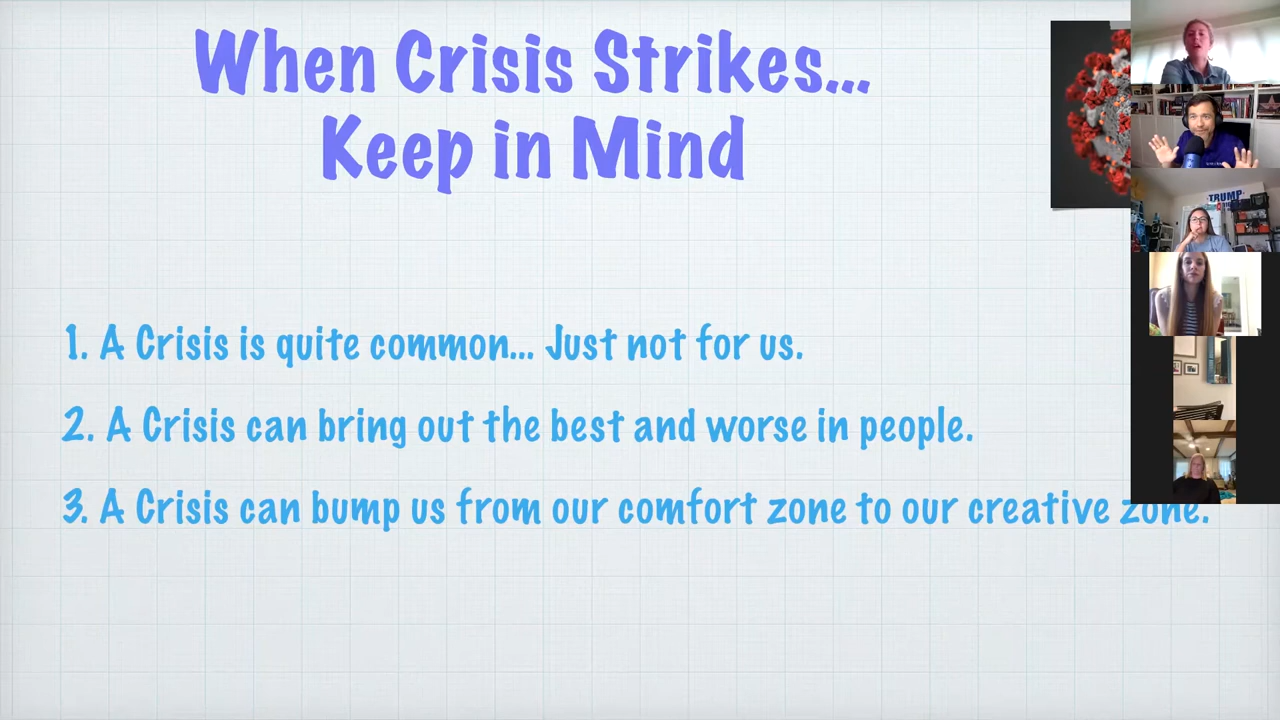 When Crisis Strikes...
Keep in Mind
TRUMP
1. A Crisis is quite common... Just not for us.
2. A Crisis can bring out the best and worse in people.
3. A Crisis can bump us from our comfort zone to our creative zone.